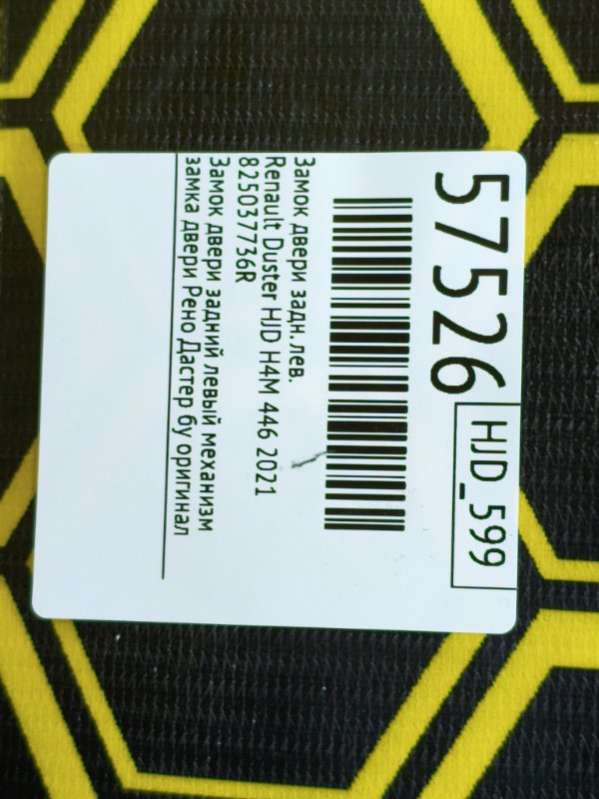 57526
HJD_599
Замок двери задн. лев.
Renault Duster HJD H4M 446 2021
825037736R
Замок двери задний левый механизм
замка двери Рено Дастер бу оригинал